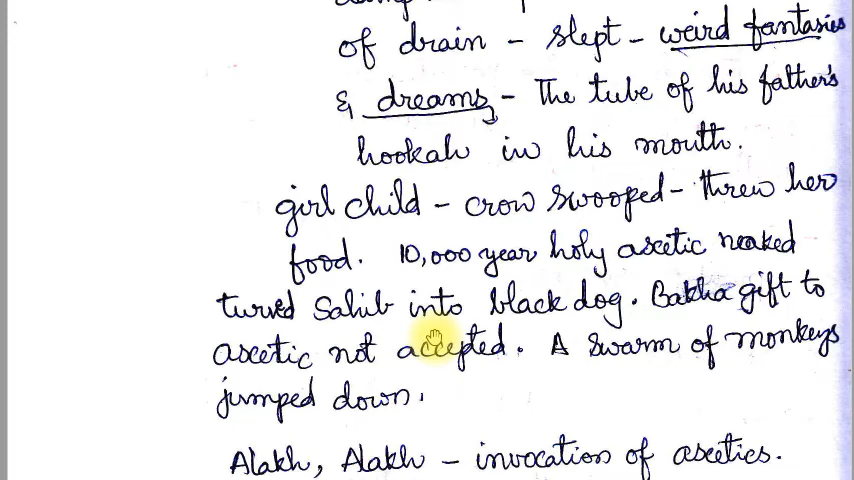 of drain - slept - weird fantasies
& dreams - The tube of his father's
hookah in his mouth.
girl child - crow swooped - threw her
food. 10,000 year holy ascetic neaked
turned Sahib into black dog. Bakha gift to
ascetic not accepted. A swarm of monkeys
jumped down.
Alakh, Alakh - invocation of ascetics.